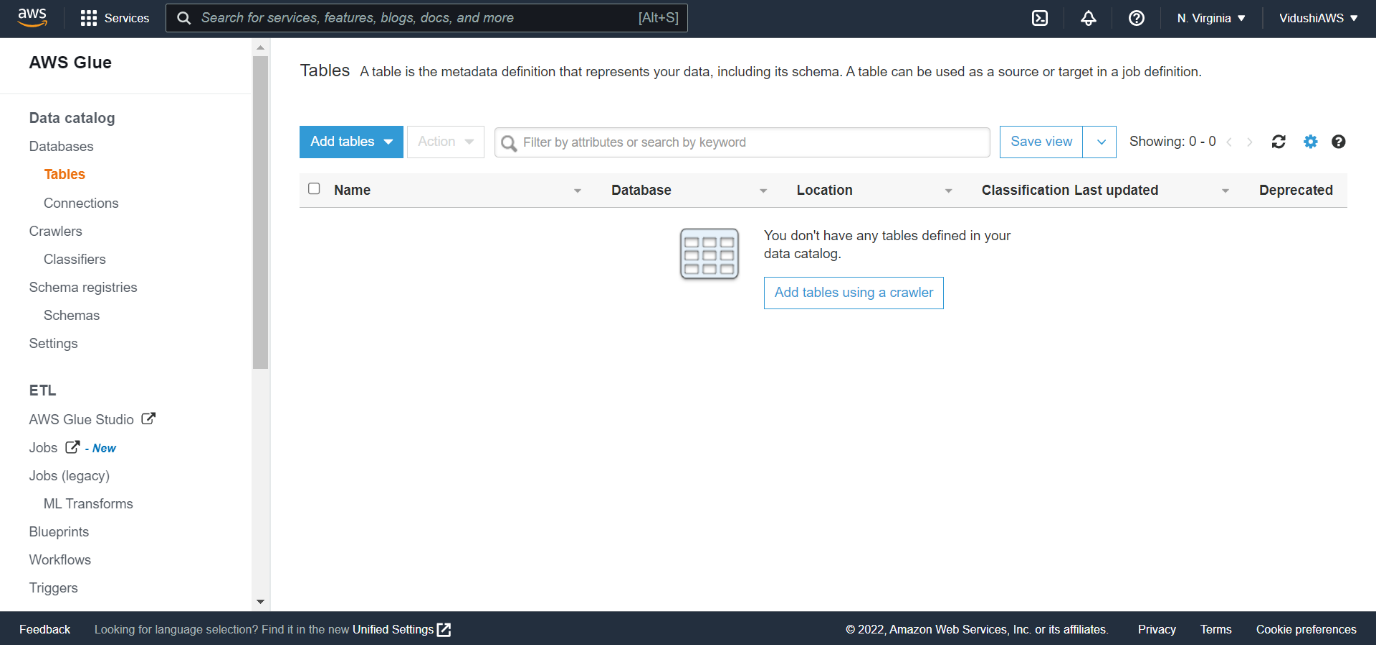 aws Services Search for services, features, blogs, docs, and more [Alt+S] N. Virginia ▼ VidushiAWS ▼
AWS Glue
Data catalog
Databases
Tables
Connections
Crawlers
Classifiers
Schema registries
Schemas
Settings
ETL
AWS Glue Studio
Jobs - New
Jobs (legacy)
ML Transforms
Blueprints
Workflows
Triggers
Tables A table is the metadata definition that represents your data, including its schema. A table can be used as a source or target in a job definition.
Add tables Action Filter by attributes or search by keyword Save view Showing: 0 - 0
Name Database Location Classification Last updated Deprecated
You don't have any tables defined in your
data catalog.
Add tables using a crawler
Feedback Looking for language selection? Find it in the new Unified Settings © 2022, Amazon Web Services, Inc. or its affiliates. Privacy Terms Cookie preferences